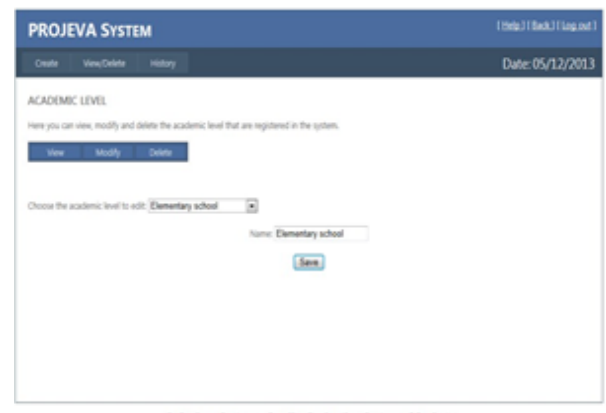 PROJEVA SYSTEM
[ Help ] [ Back ] [ Log out ]
Create View/Delete History
Date: 05/12/2013
ACADEMIC LEVEL
Here you can view, modify and delete the academic level that are registered in the system.
View Modify Delete
Choose the academic level to edit: Elementary school
Name: Elementary school
Save